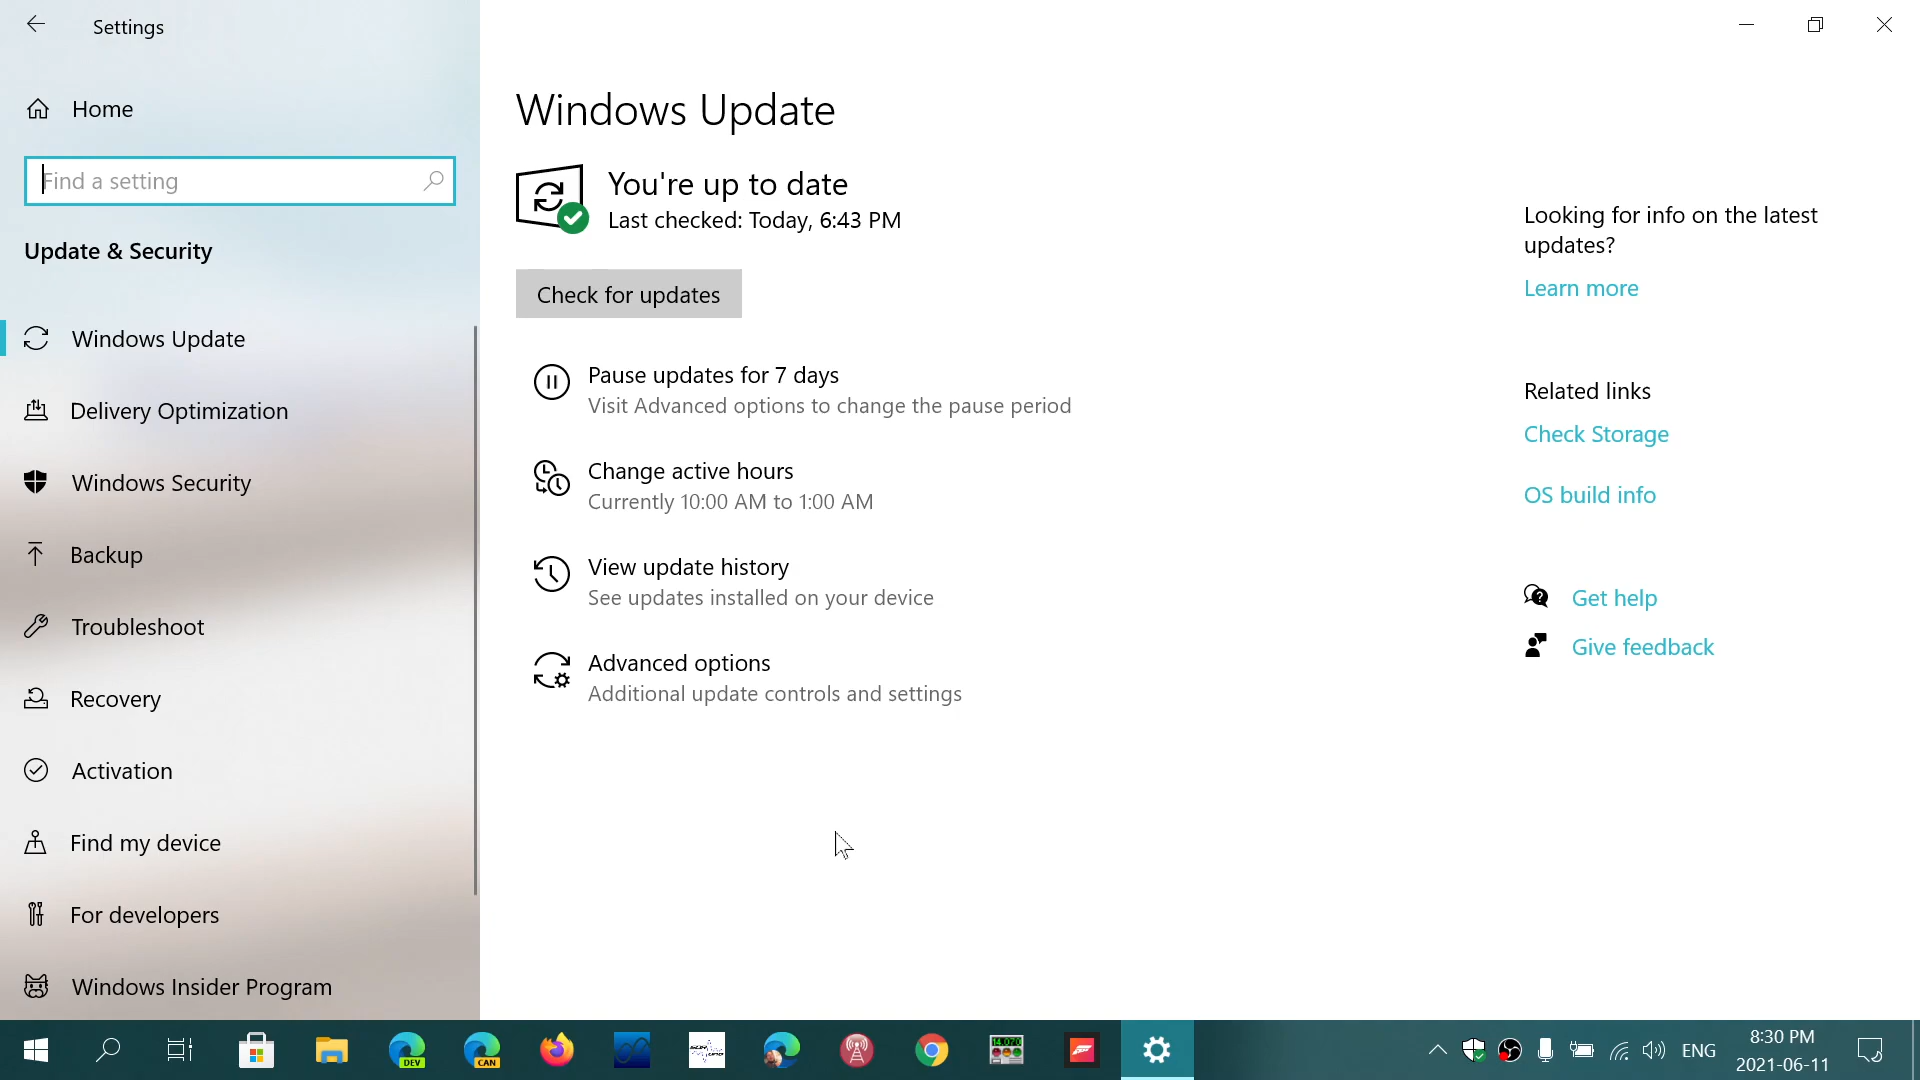 Settings
Home
Find a setting
Update & Security
Windows Update
Delivery Optimization
Windows Security
Backup
Troubleshoot
Recovery
Activation
Find my device
For developers
Windows Insider Program
Windows Update
You're up to date
Last checked: Today, 6:43 PM
Check for updates
Pause updates for 7 days
Visit Advanced options to change the pause period
Change active hours
Currently 10:00 AM to 1:00 AM
View update history
See updates installed on your device
Advanced options
Additional update controls and settings
Looking for info on the latest
updates?
Learn more
Related links
Check Storage
OS build info
Get help
Give feedback
DEV
CAN
14.070
ENG
8:30 PM
2021-06-11